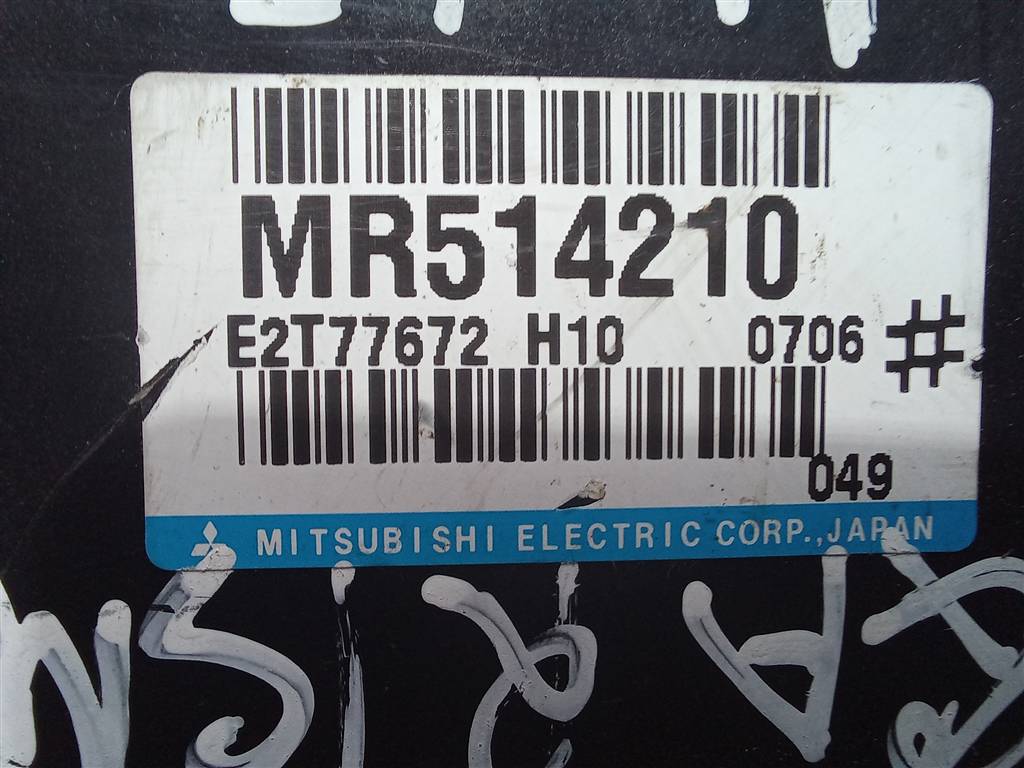 MR514210
E2T77672 H10 0706 #
049
MITSUBISHI ELECTRIC CORP., JAPAN